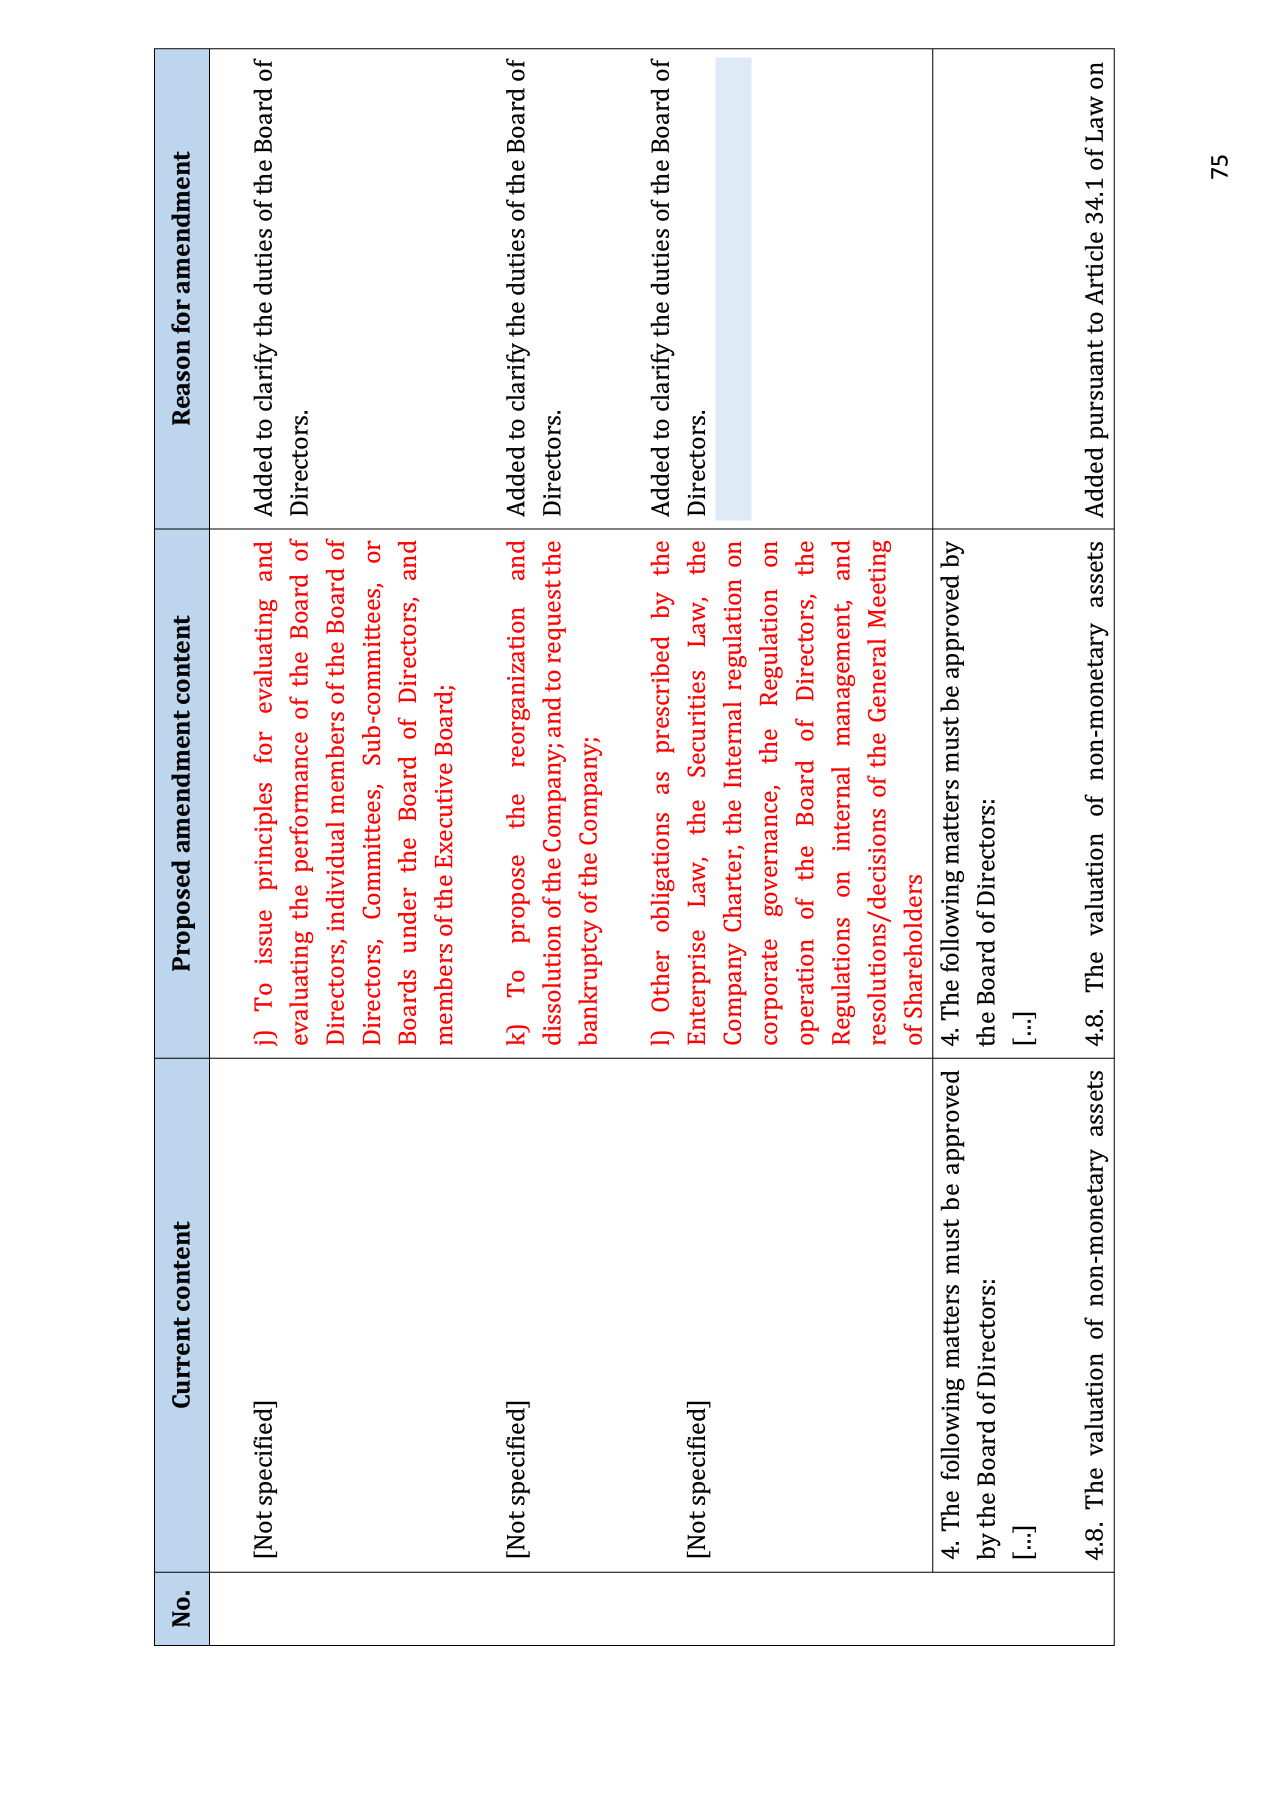 No.
Current content
Proposed amendment content
Reason for amendment
[Not specified]
j) To issue principles for evaluating and
evaluating the performance of the Board of
Directors, individual members of the Board of
Directors, Committees, Sub-committees, or
Boards under the Board of Directors, and
members of the Executive Board;
Added to clarify the duties of the Board of
Directors.
[Not specified]
k) To propose the reorganization and
dissolution of the Company; and to request the
bankruptcy of the Company;
Added to clarify the duties of the Board of
Directors.
[Not specified]
l) Other obligations as prescribed by the
Enterprise Law, the Securities Law, the
Company Charter, the Internal regulation on
corporate governance, the Regulation on
operation of the Board of Directors, the
Regulations on internal management, and
resolutions/decisions of the General Meeting
of Shareholders
Added to clarify the duties of the Board of
Directors.
4. The following matters must be approved
by the Board of Directors:
[...]
4.8. The valuation of non-monetary assets
4. The following matters must be approved by
the Board of Directors:
[...]
4.8. The valuation of non-monetary assets
Added pursuant to Article 34.1 of Law on
75